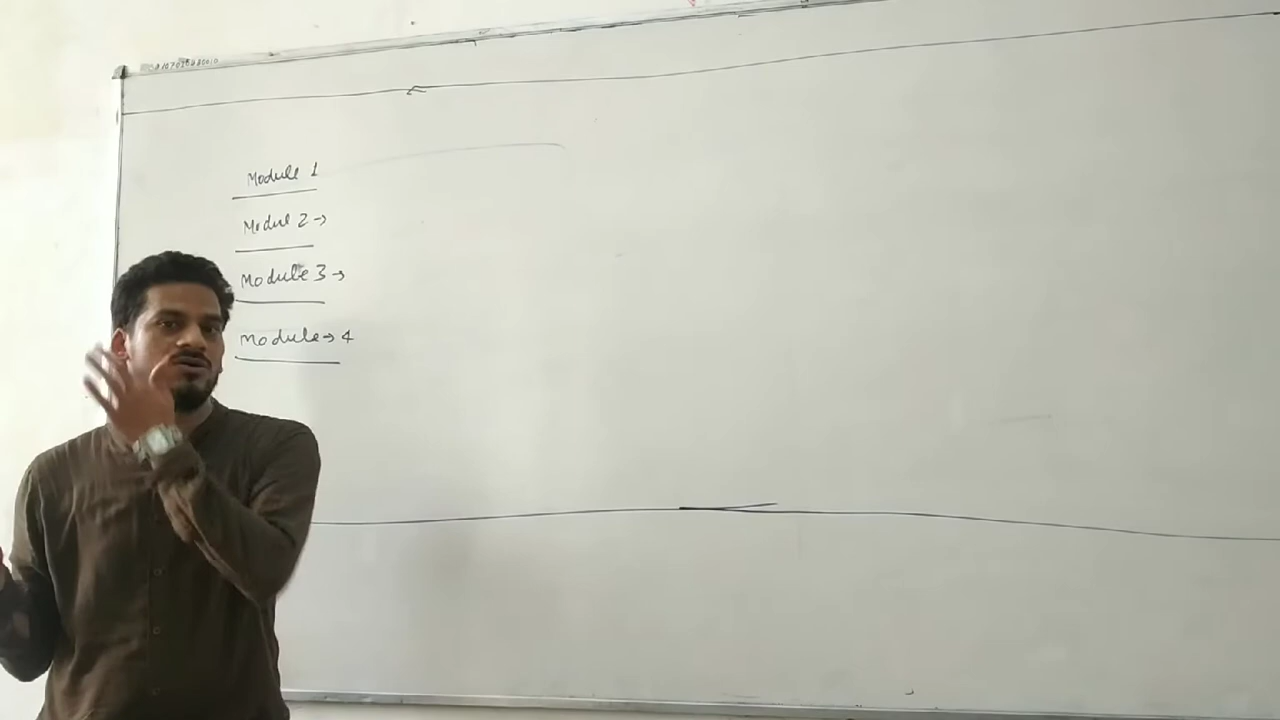 Module 1
Modul 2 →
Module 3 →
Module → 4